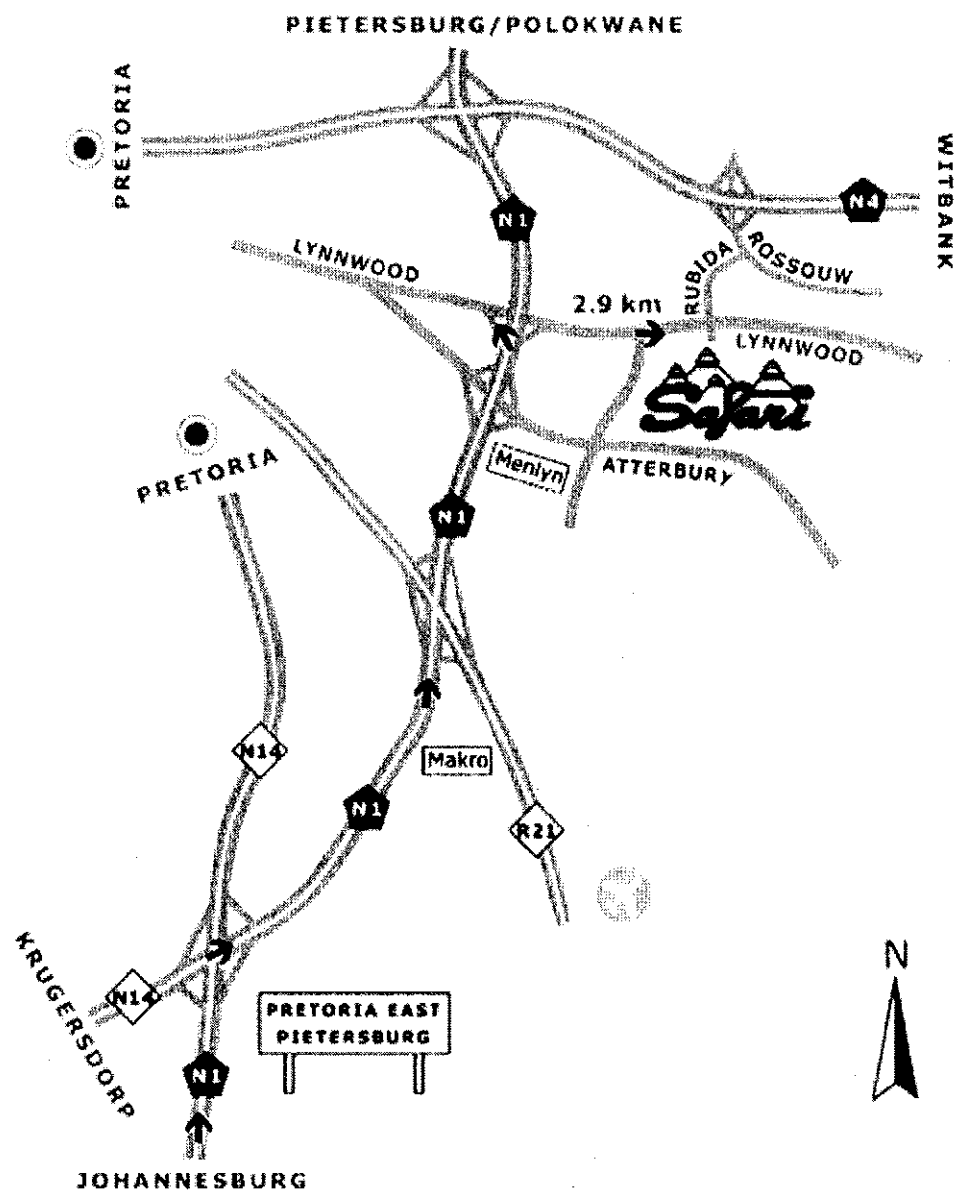 PIETERSBURG/POLOKWANE
PRETORIA
WITBANK
N4
N1
LYNNWOOD
RUBIDA
ROSSOUW
2.9 km
LYNNWOOD
Safari
PRETORIA
Menlyn
ATTERBURY
N1
N14
Makro
N1
R21
KRUGERSDORP
N14
N
PRETORIA EAST
PIETERSBURG
N1
JOHANNESBURG